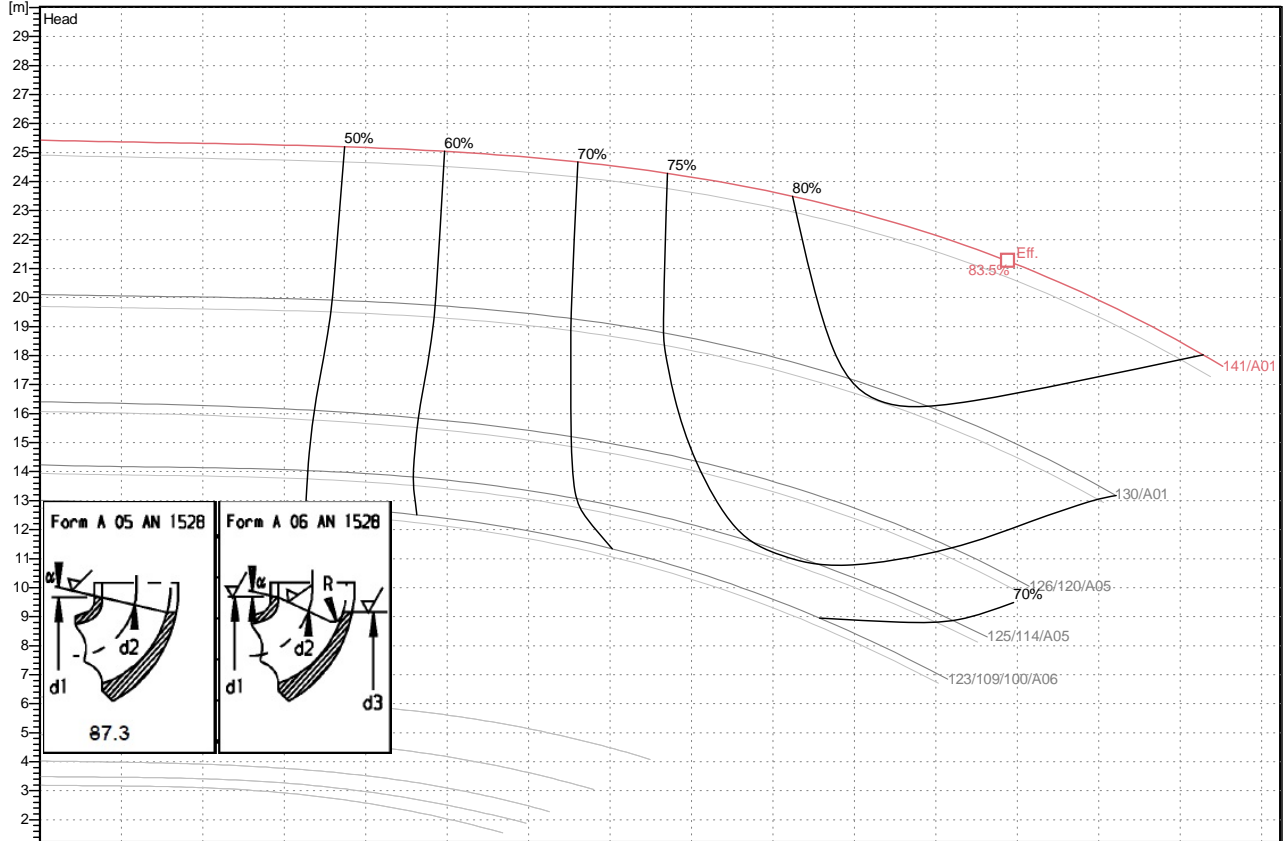 [m]
Head
29
28
27
26
25
24
23
22
21
20
19
18
17
16
15
14
13
12
11
10
9
8
7
6
5
4
3
2
50%
60%
70%
75%
80%
Eff.
83.5%
141/A01
130/A01
126/120/A05
70%
125/114/A05
123/109/100/A06
Form A 05 AN 1528
α
d1
d2
87.3
Form A 06 AN 1528
α
R
d1
d2
d3